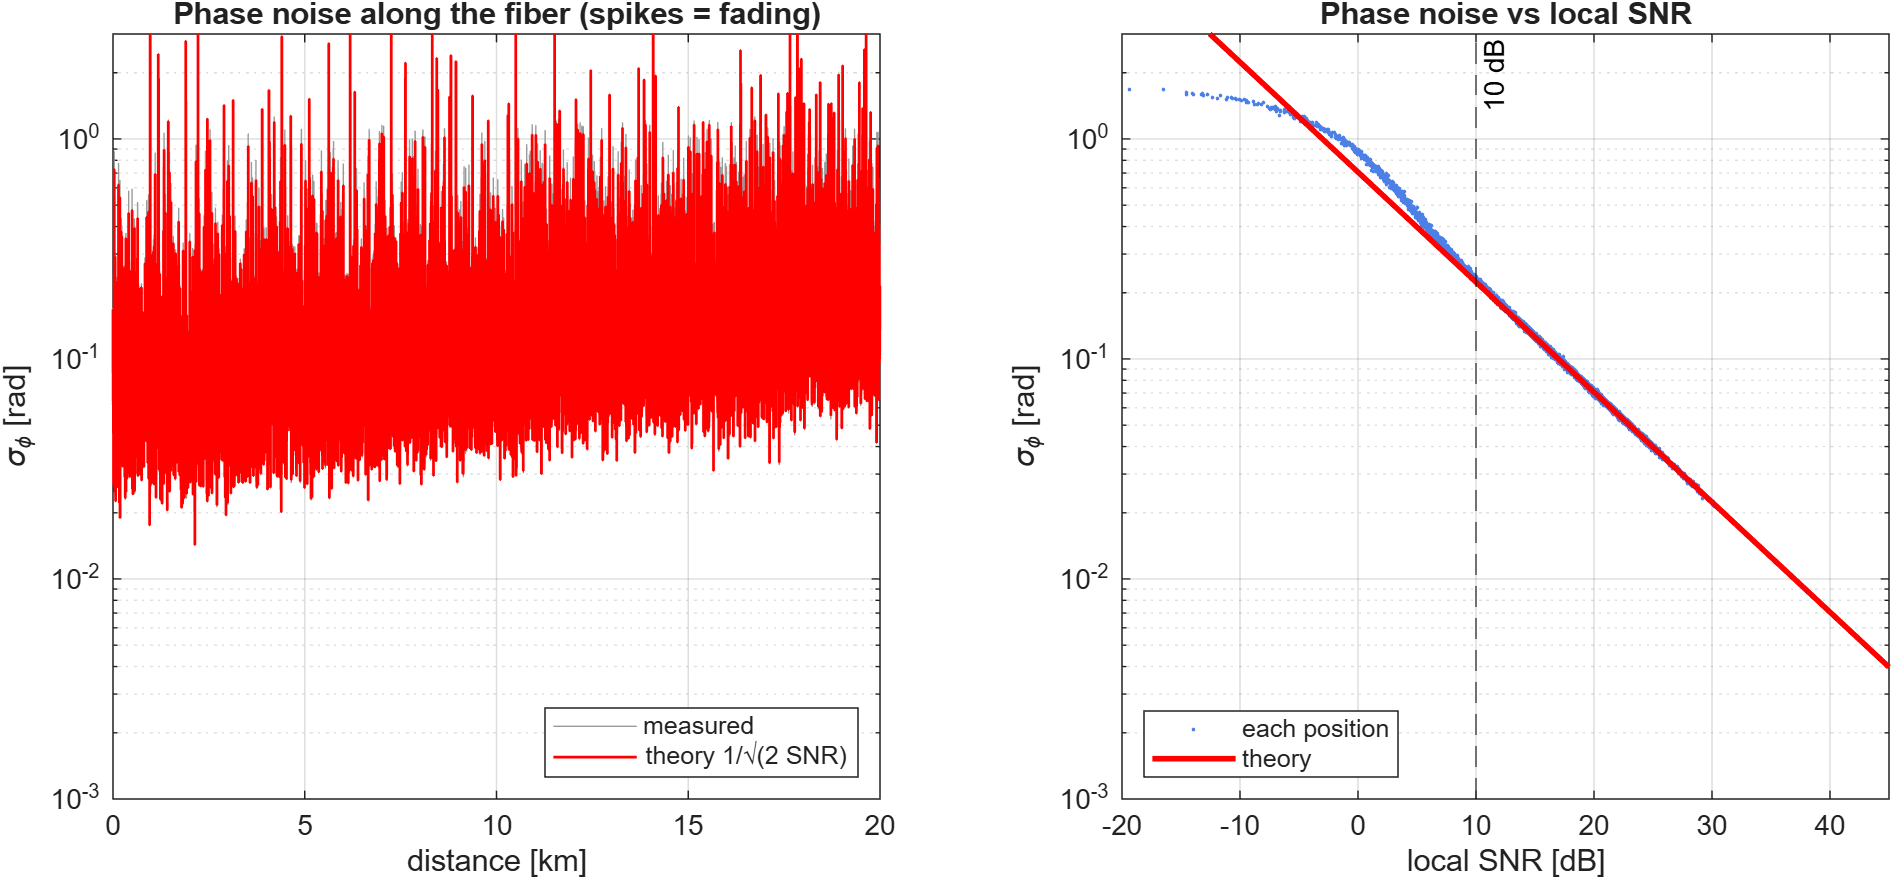 Phase noise along the fiber (spikes = fading)
10^0
10^-1
10^-2
10^-3
σ_ϕ [rad]
measured
theory 1/√(2 SNR)
0 5 10 15 20
distance [km]
Phase noise vs local SNR
10 dB
10^0
10^-1
10^-2
10^-3
σ_ϕ [rad]
each position
theory
-20 -10 0 10 20 30 40
local SNR [dB]